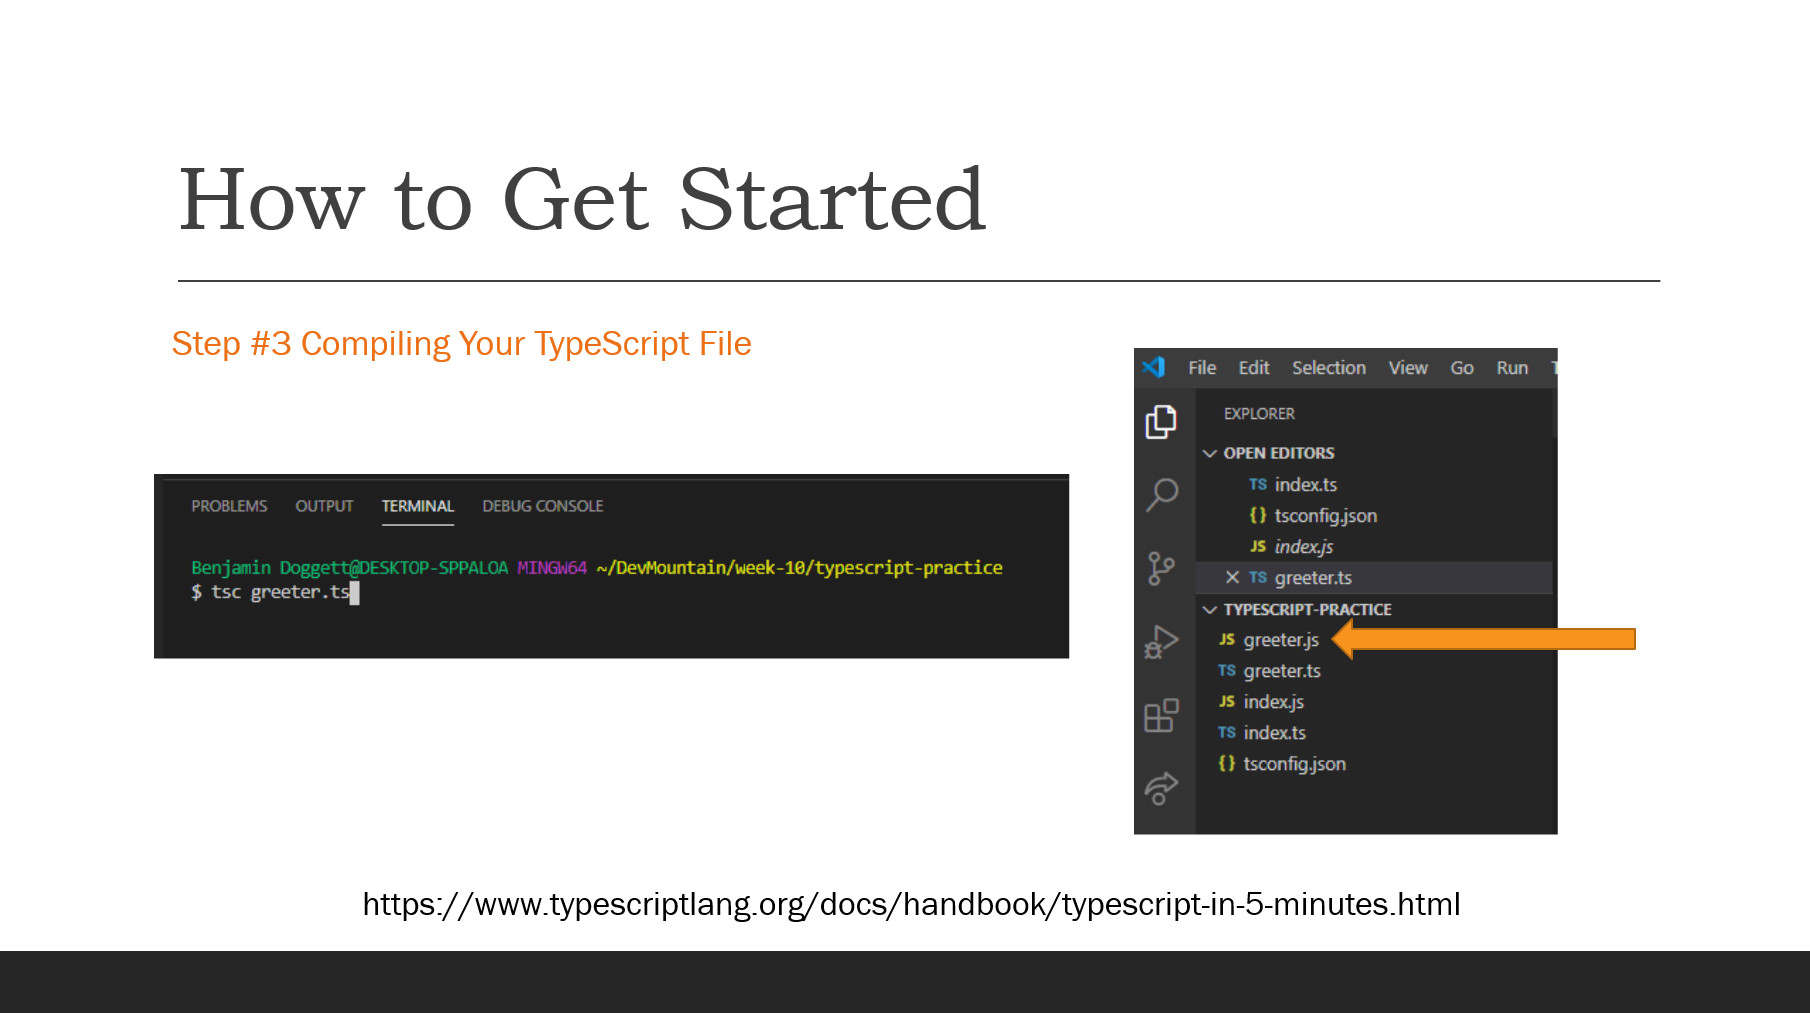 How to Get Started
Step #3 Compiling Your TypeScript File
PROBLEMS OUTPUT TERMINAL DEBUG CONSOLE
Benjamin Doggett@DESKTOP-SPPALOA MINGW64 ~/DevMountain/week-10/typescript-practice
$ tsc greeter.ts
File Edit Selection View Go Run T
EXPLORER
OPEN EDITORS
TS index.ts
{} tsconfig.json
JS index.js
TS greeter.ts
TYPESCRIPT-PRACTICE
JS greeter.js
TS greeter.ts
JS index.js
TS index.ts
{} tsconfig.json
https://www.typescriptlang.org/docs/handbook/typescript-in-5-minutes.html